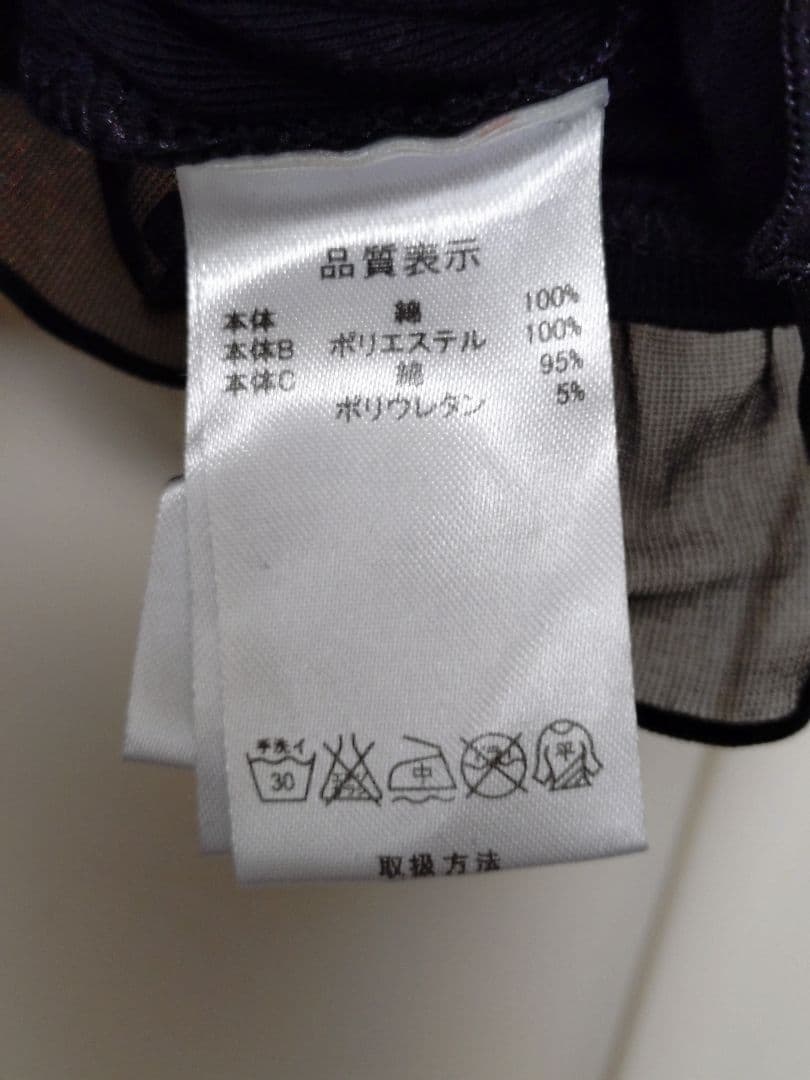 品質表示
本体 綿 100%
本体B ポリエステル 100%
本体C 綿 95%
ポリウレタン 5%
手洗イ
30 中 平
取扱方法